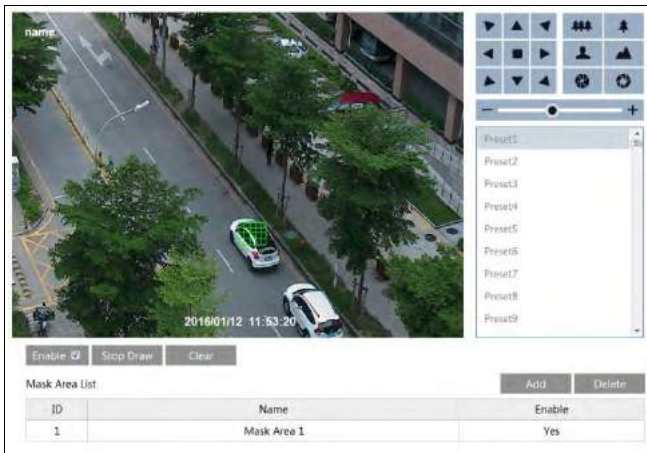 name
2016/01/12 11:53:20
Preset1
Preset2
Preset3
Preset4
Preset5
Preset6
Preset7
Preset8
Preset9
Enable Stop Draw Clear
Mask Area List Add Delete
ID Name Enable
1 Mask Area 1 Yes